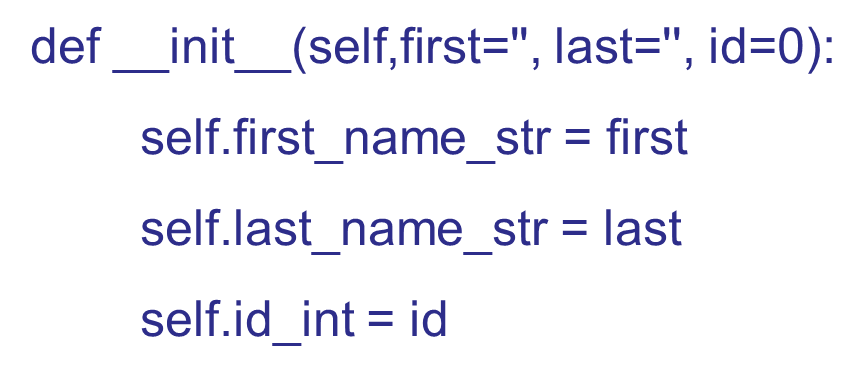 def __init__(self,first='', last='', id=0):
self.first_name_str = first
self.last_name_str = last
self.id_int = id